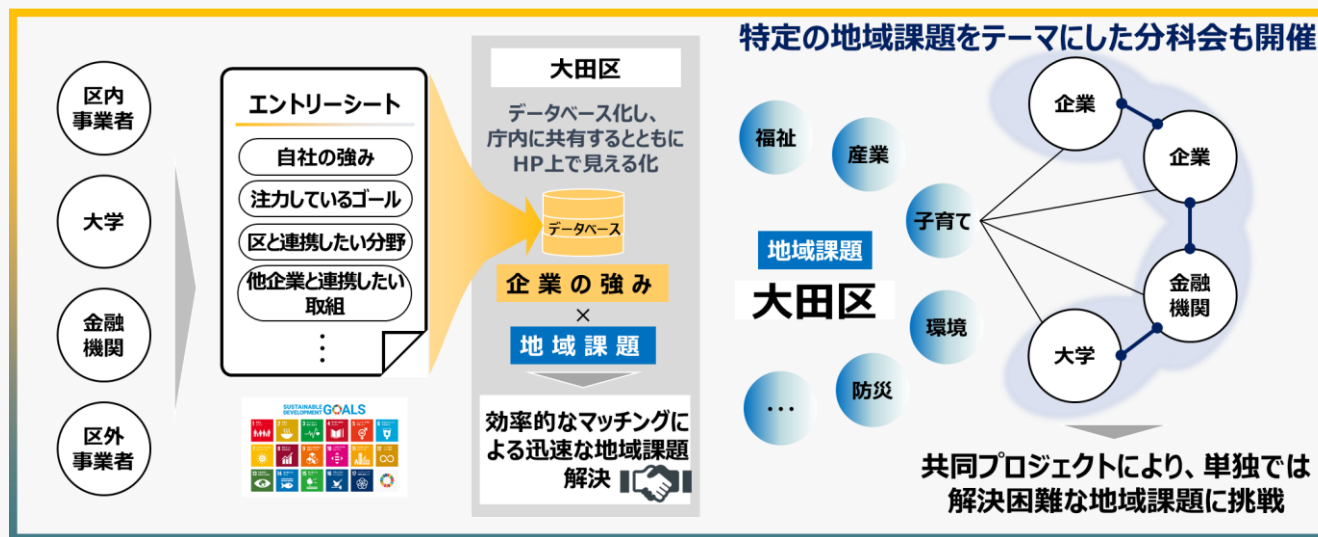 区内
事業者
大学
金融
機関
区外
事業者
エントリーシート
自社の強み
注力しているゴール
区と連携したい分野
他企業と連携したい
取組
⋮
SUSTAINABLE
DEVELOPMENT GOALS
大田区
データベース化し、
庁内に共有するとともに
HP上で見える化
データベース
企業の強み
×
地域課題
効率的なマッチングに
よる迅速な地域課題
解決
特定の地域課題をテーマにした分科会も開催
福祉
産業
子育て
環境
防災
…
地域課題
大田区
企業
企業
金融
機関
大学
共同プロジェクトにより、単独では
解決困難な地域課題に挑戦